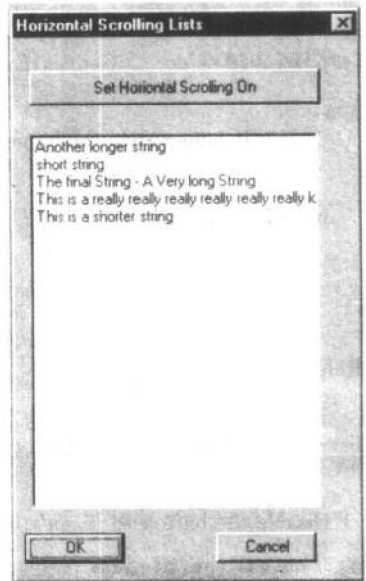 Horizontal Scrolling Lists
Set Horiontal Scrolling On
Another longer string
short string
The final String - A Very long String
This is a really really really really really really k
This is a shorter string
OK
Cancel